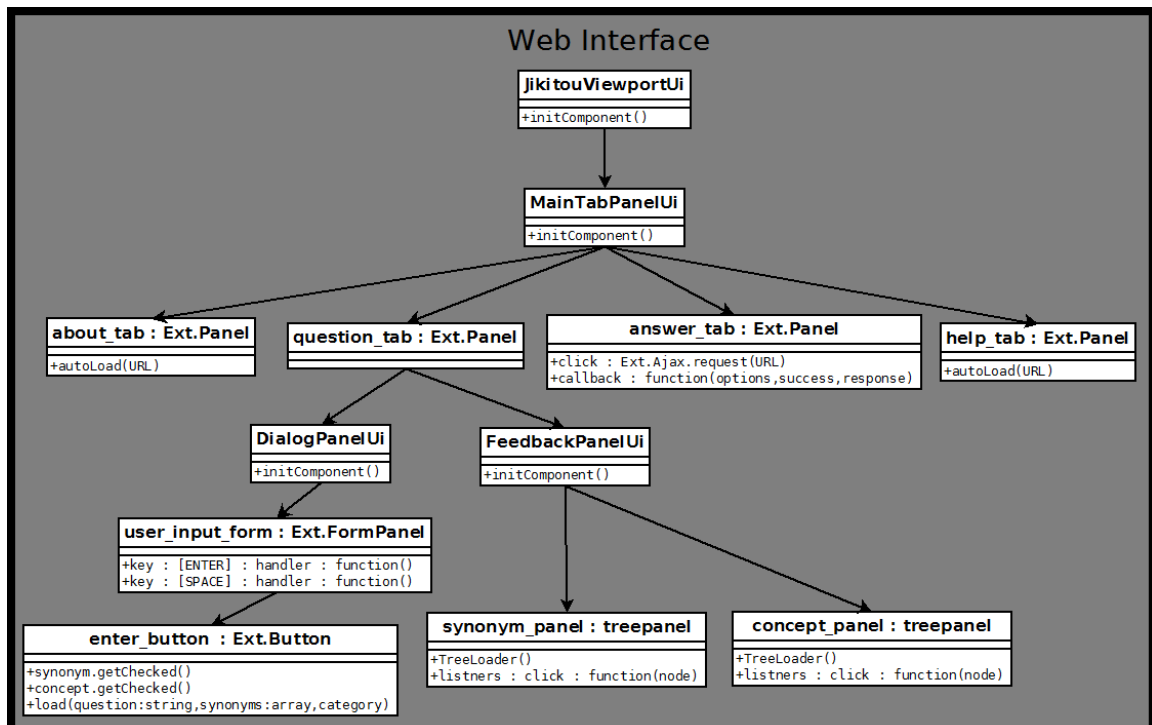 Web Interface
JikitouViewportUi
+initComponent()
MainTabPanelUi
+initComponent()
about_tab : Ext.Panel
+autoLoad(URL)
question_tab : Ext.Panel
answer_tab : Ext.Panel
+click : Ext.Ajax.request(URL)
+callback : function(options,success,response)
help_tab : Ext.Panel
+autoLoad(URL)
DialogPanelUi
+initComponent()
FeedbackPanelUi
+initComponent()
user_input_form : Ext.FormPanel
+key : [ENTER] : handler : function()
+key : [SPACE] : handler : function()
enter_button : Ext.Button
+synonym.getChecked()
+concept.getChecked()
+load(question:string,synonyms:array,category)
synonym_panel : treepanel
+TreeLoader()
+listners : click : function(node)
concept_panel : treepanel
+TreeLoader()
+listners : click : function(node)